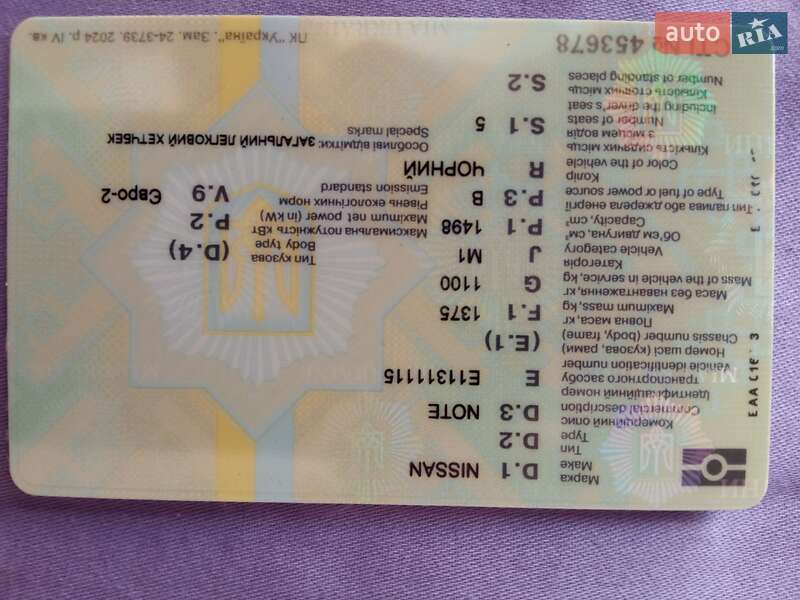 auto RIA .com
Марка
Make D.1 NISSAN
Тип
Type D.2
Комерційний опис
Commercial description D.3 NOTE
Ідентифікаційний номер
транспортного засобу
Vehicle identification number E E11311115
Номер шасі (кузова, рами)
Chassis number (body, frame) (E.1)
Повна маса,кг
Maximum mass,kg F.1 1375
Маса без навантаження,кг
Mass of the vehicle in service,kg G 1100
Категорія
Vehicle category J M1
Тип кузова
Body type (D.4)
Об'єм двигуна, см³
Capacity, cm³ P.1 1498
Максимальна потужність кВт
Maximum net power (in kW) P.2
Тип палива або джерела енергії
Type of fuel or power source P.3 B
Рівень екологічних норм
Emission standard V.9 Євро-2
Колір
Color of the vehicle R ЧОРНИЙ
Кількість сидячих місць
з місцем водія
Number of seats
including the driver's seat S.1 5
Особливі відмітки: ЗАГАЛЬНИЙ ЛЕГКОВИЙ ХЕТЧБЕК
Special marks
Кількість стоячих місць
Number of standing places S.2
№ 453678
ПК "Україна". Зам. 24-3739. 2024 р. IV кв.